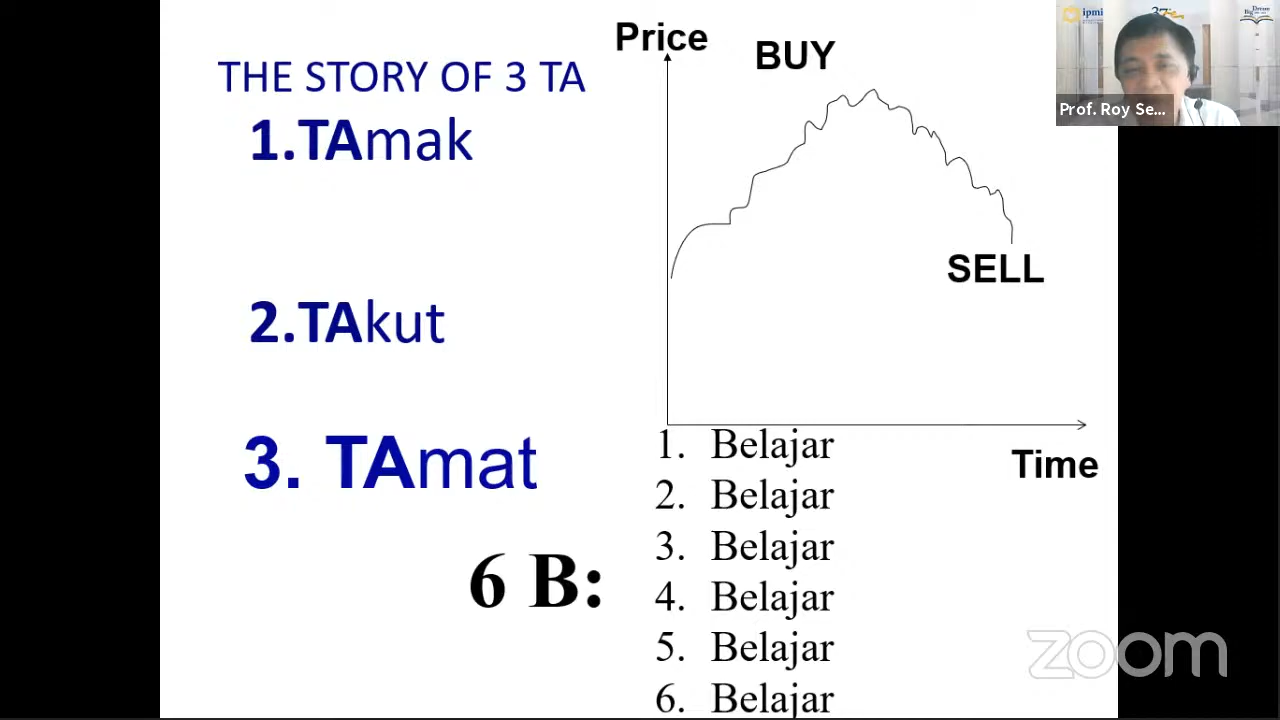 THE STORY OF 3 TA
1.TAmak
2.TAkut
3. TAmat
6 B:
Price
BUY
SELL
Time
1. Belajar
2. Belajar
3. Belajar
4. Belajar
5. Belajar
6. Belajar
ipmi
Prof. Roy Se...
zoom